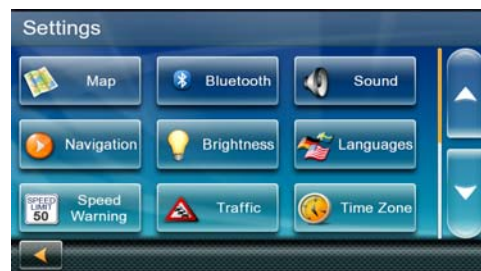 Settings
Map
Bluetooth
Sound
Navigation
Brightness
Languages
SPEED
LIMIT
50
Speed
Warning
Traffic
Time Zone